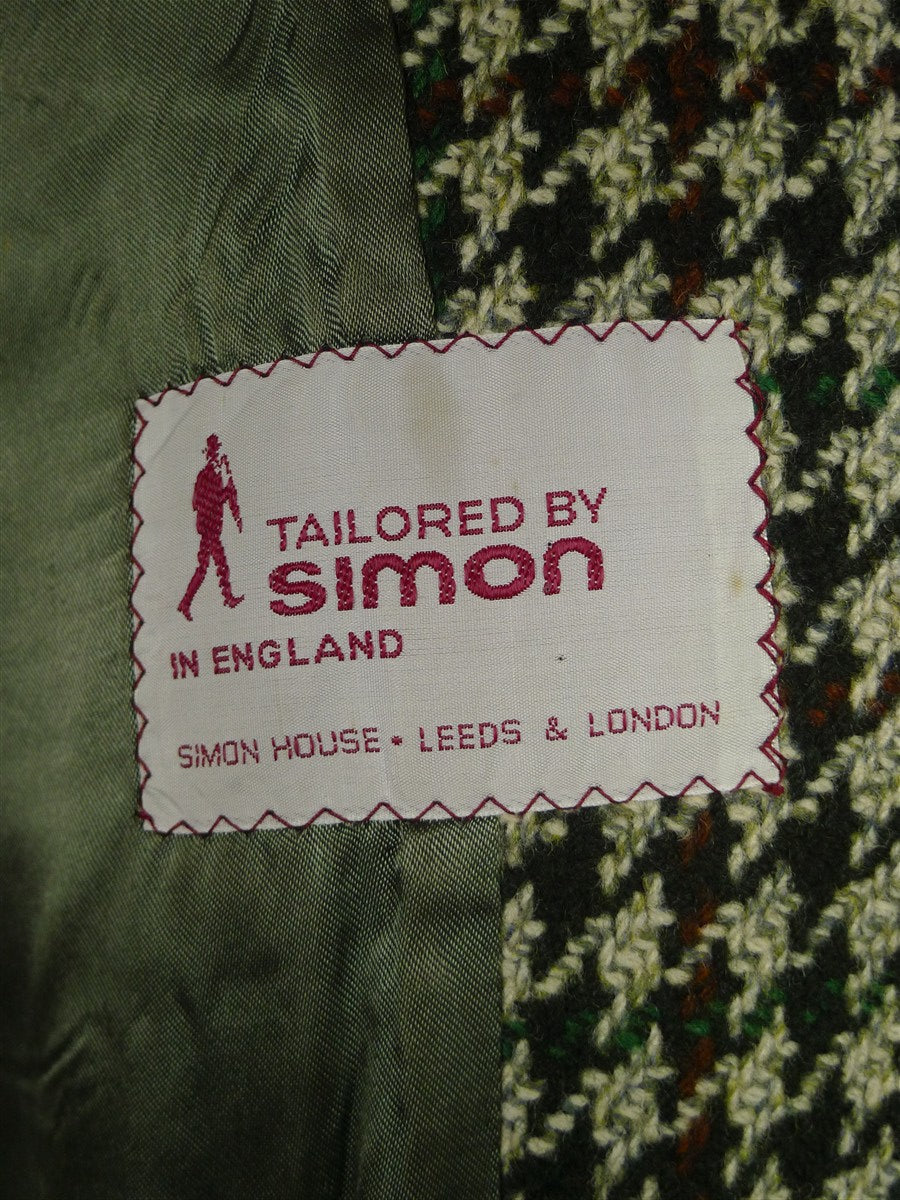 TAILORED BY
simon
IN ENGLAND
SIMON HOUSE • LEEDS & LONDON